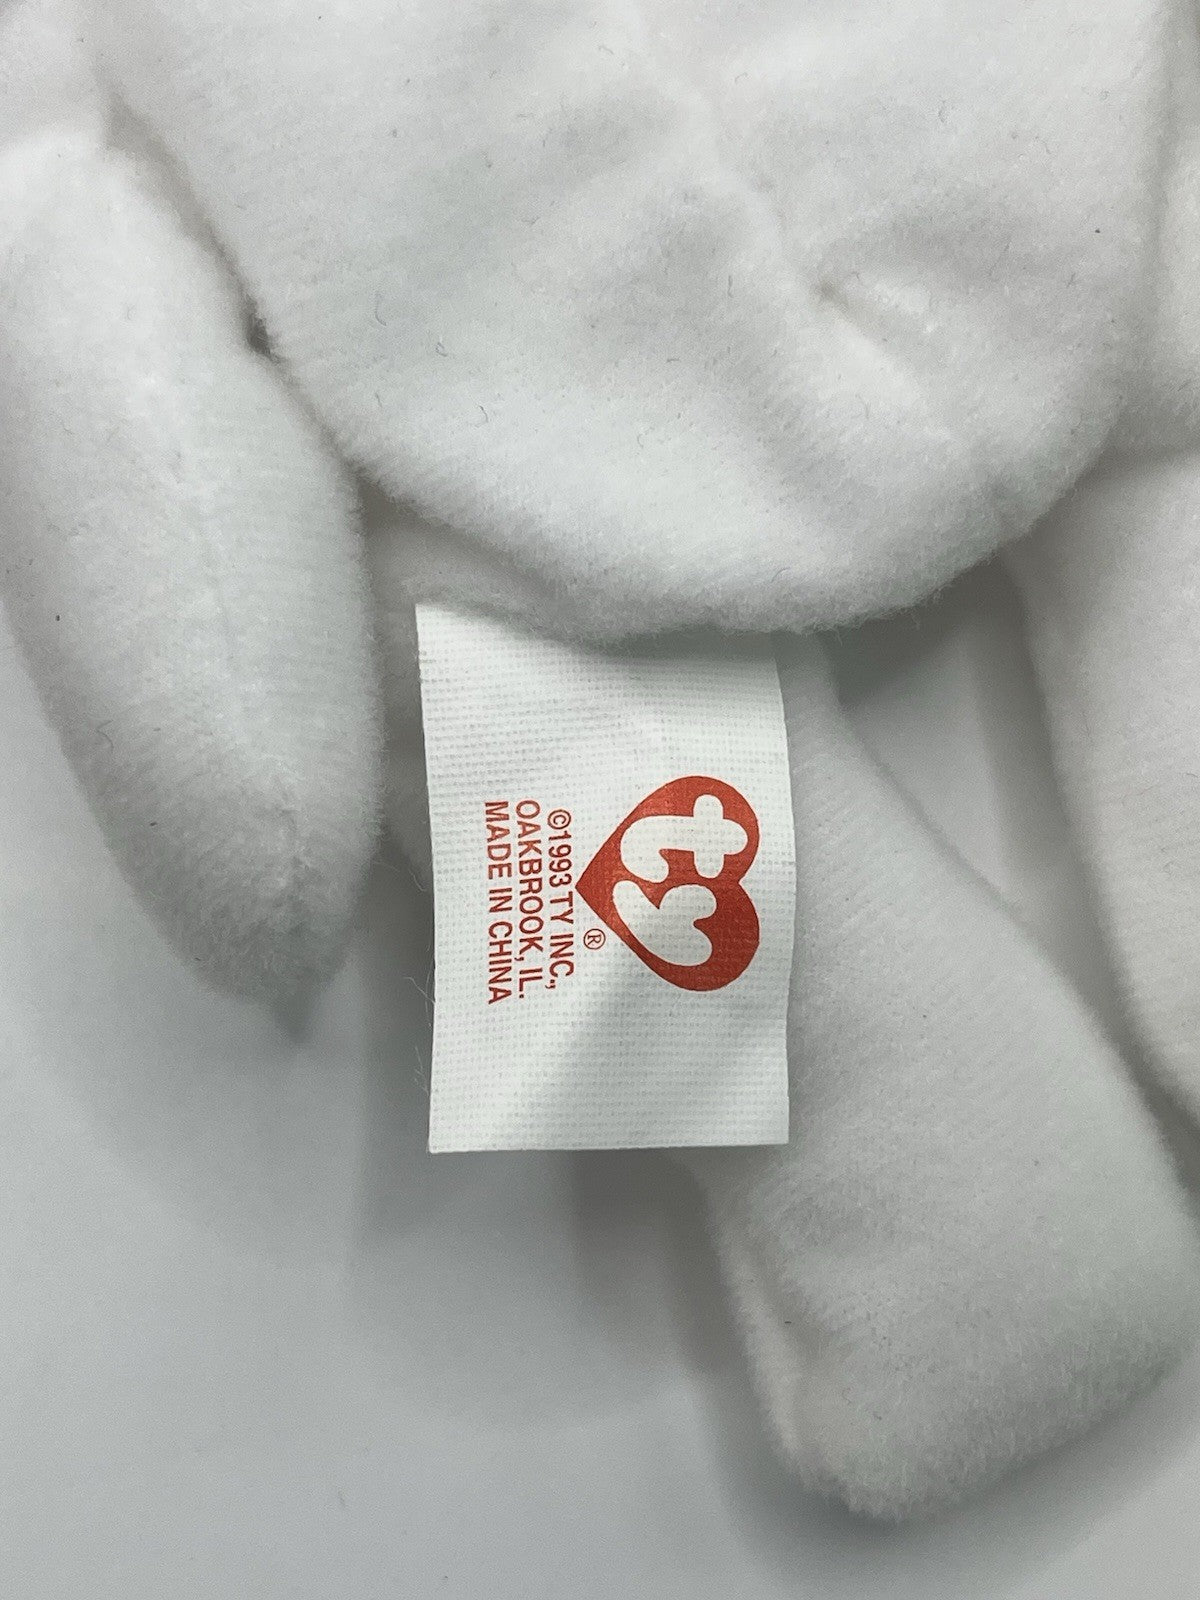 ty
®
©1993 TY INC.,
OAKBROOK, IL.
MADE IN CHINA